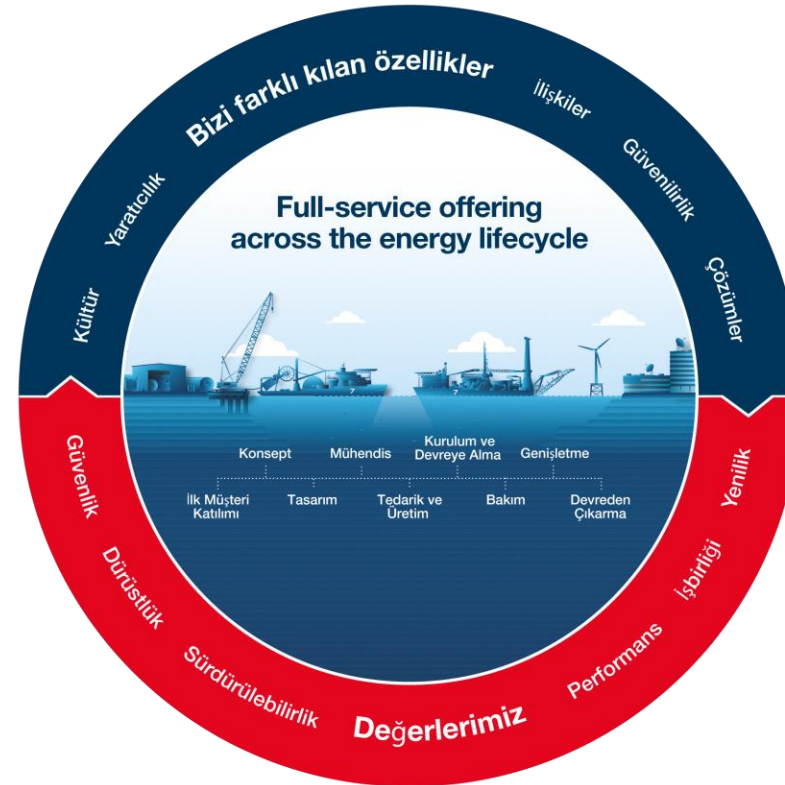 Bizi farklı kılan özellikler
Kültür
Yaratıcılık
İlişkiler
Güvenilirlik
Çözümler
Full-service offering
across the energy lifecycle
Konsept
Mühendis
Kurulum ve
Devreye Alma
Genişletme
İlk Müşteri
Katılımı
Tasarım
Tedarik ve
Üretim
Bakım
Devreden
Çıkarma
Güvenlik
Dürüstlük
Sürdürülebilirlik
Değerlerimiz
Performans
İşbirliği
Yenilik